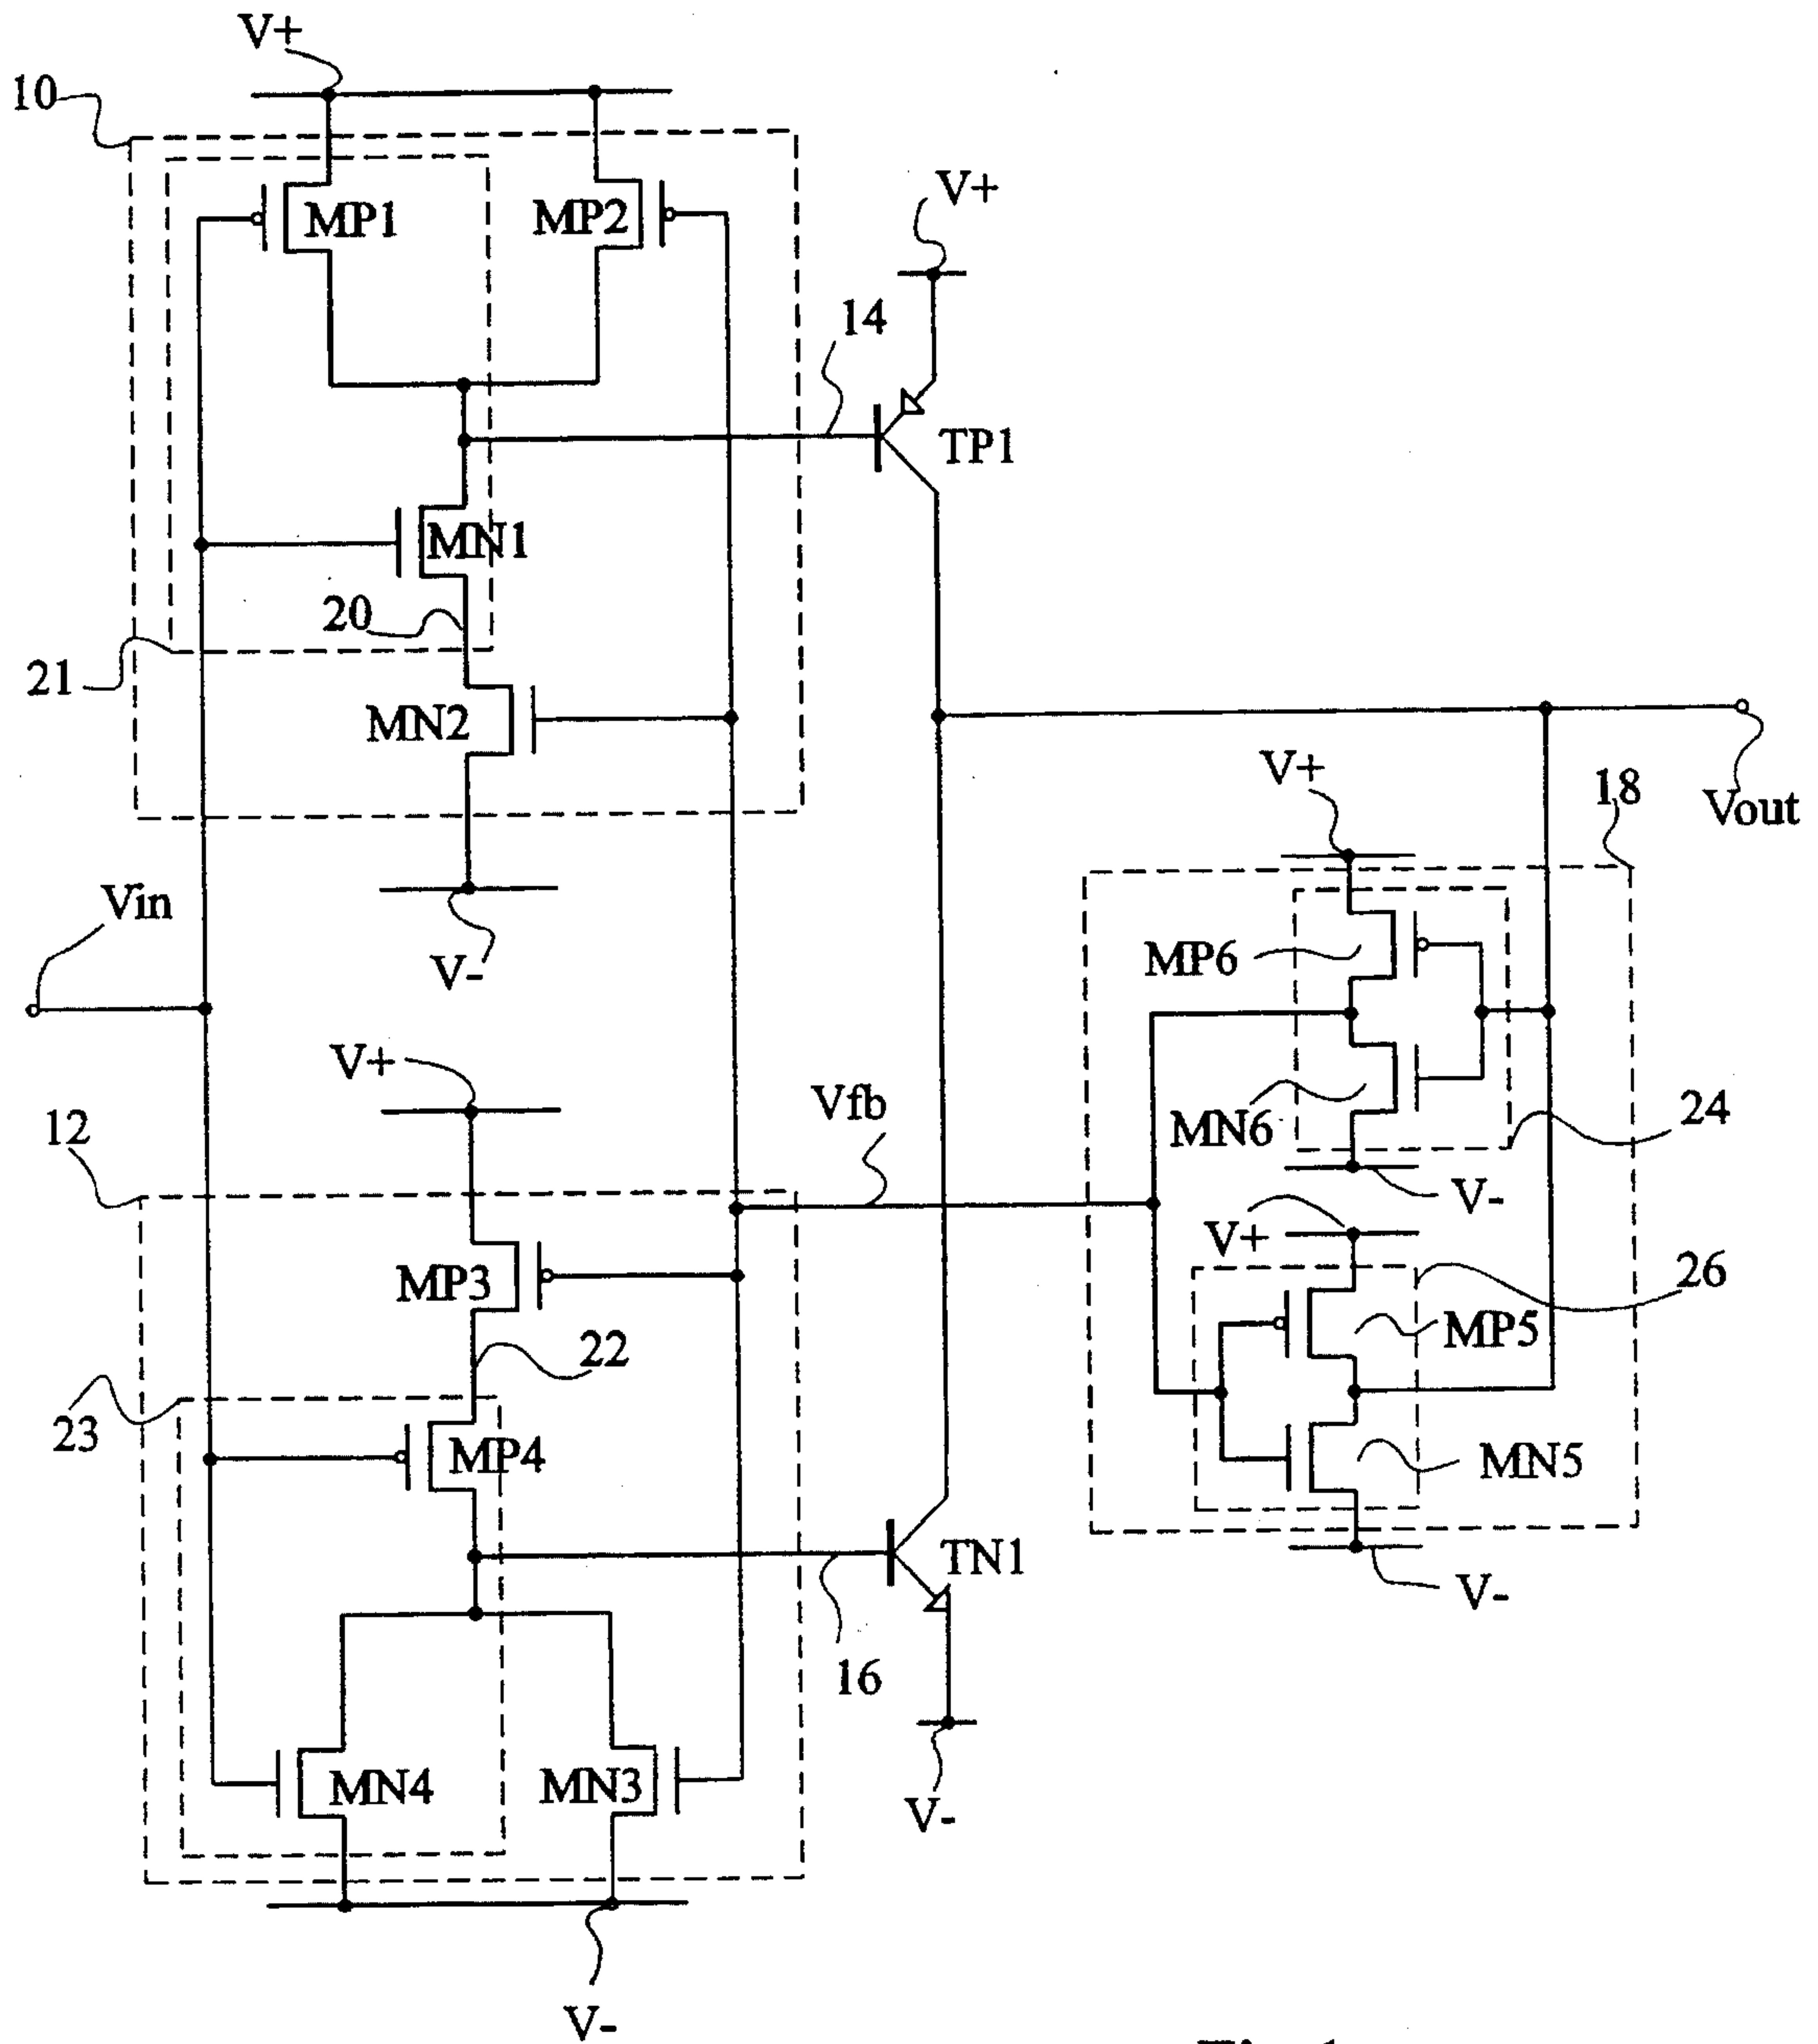 V+
10
MP1
MP2
V+
14
TP1
MN1
20
21
MN2
V+
18
Vout
Vin
V-
MP6
V+
Vfb
MN6
24
12
V-
V+
26
MP3
MP5
22
23
MP4
MN5
TN1
V-
16
MN4
MN3
V-
V-